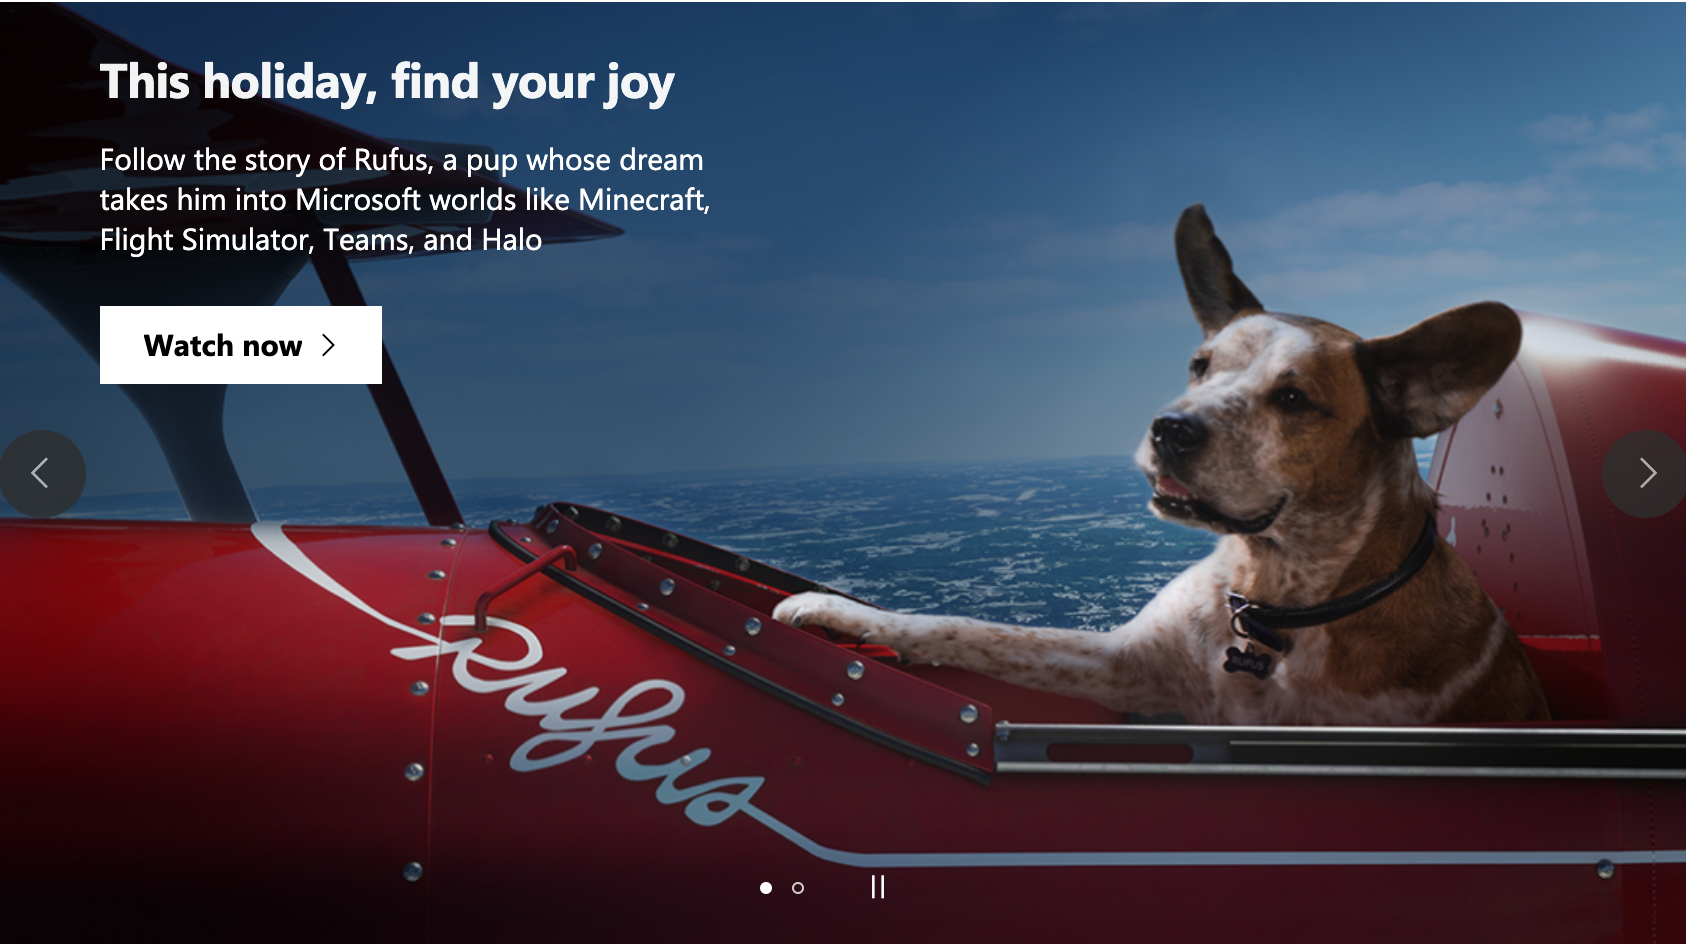 This holiday, find your joy
Follow the story of Rufus, a pup whose dream
takes him into Microsoft worlds like Minecraft,
Flight Simulator, Teams, and Halo
Watch now
RUFUS
Rufus